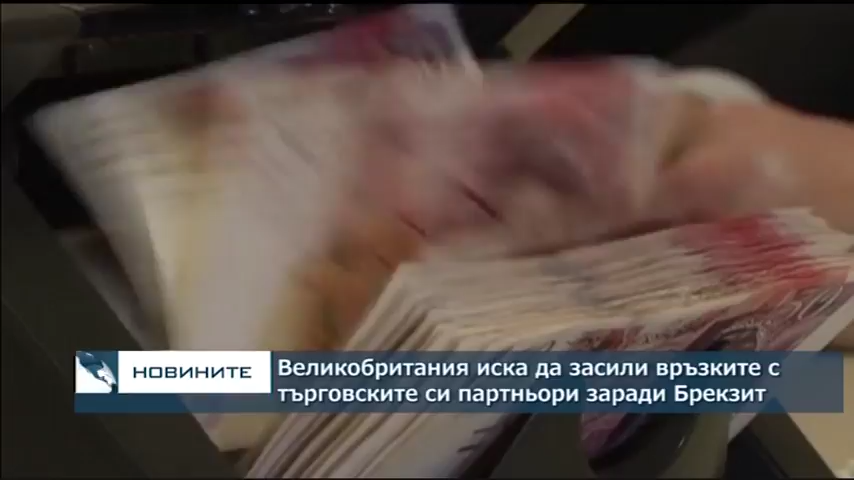 НОВИНИТЕ
Великобритания иска да засили връзките с
търговските си партньори заради Брекзит